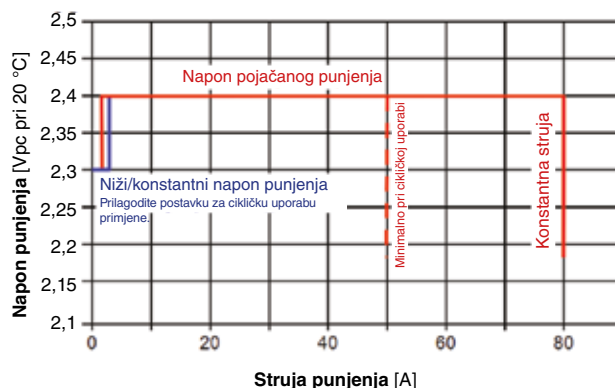 2,5
2,45
2,4
2,35
2,3
2,25
2,2
2,15
2,1
Napon punjenja [Vpc pri 20 °C]
Napon pojačanog punjenja
Niži/konstantni napon punjenja
Prilagodite postavku za cikličku uporabu
primjene.
Minimalno pri cikličkoj uporabi
Konstantna struja
0
20
40
60
80
Struja punjenja [A]